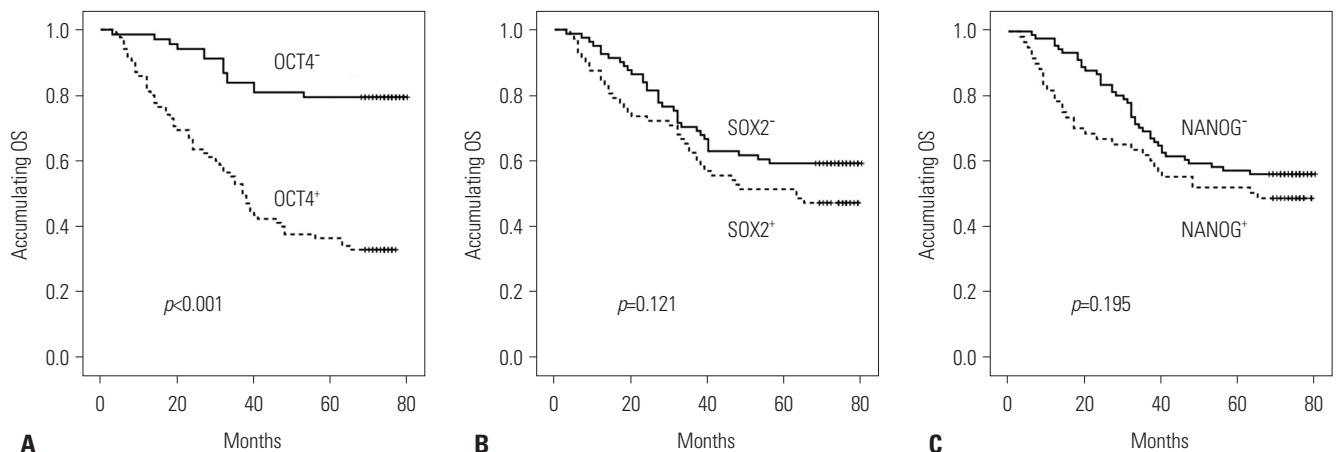 1.0
0.8
0.6
0.4
0.2
0.0
Accumulating OS
OCT4⁻
OCT4⁺
p<0.001
0 20 40 60 80
Months
A
1.0
0.8
0.6
0.4
0.2
0.0
Accumulating OS
SOX2⁻
SOX2⁺
p=0.121
0 20 40 60 80
Months
B
1.0
0.8
0.6
0.4
0.2
0.0
Accumulating OS
NANOG⁻
NANOG⁺
p=0.195
0 20 40 60 80
Months
C